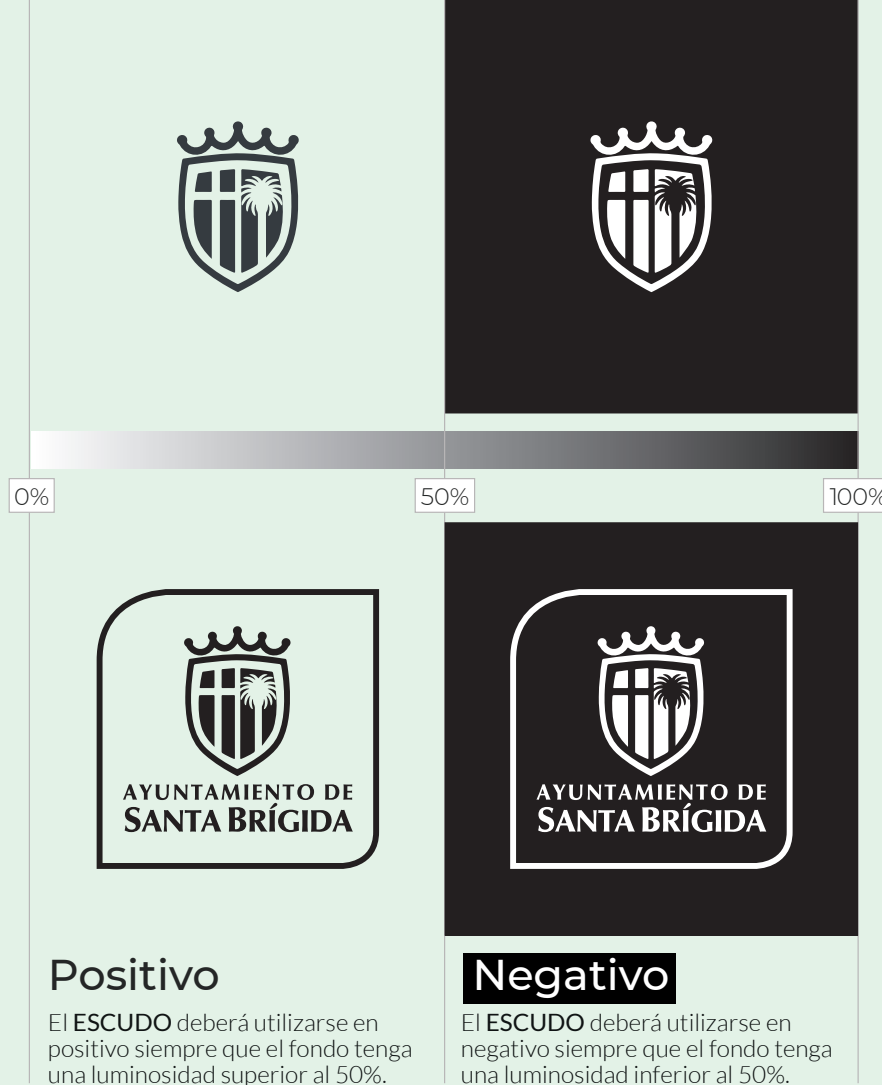 0%
50%
100%
AYUNTAMIENTO DE
SANTA BRÍGIDA
AYUNTAMIENTO DE
SANTA BRÍGIDA
Positivo
El ESCUDO deberá utilizarse en
positivo siempre que el fondo tenga
una luminosidad superior al 50%.
Negativo
El ESCUDO deberá utilizarse en
negativo siempre que el fondo tenga
una luminosidad inferior al 50%.